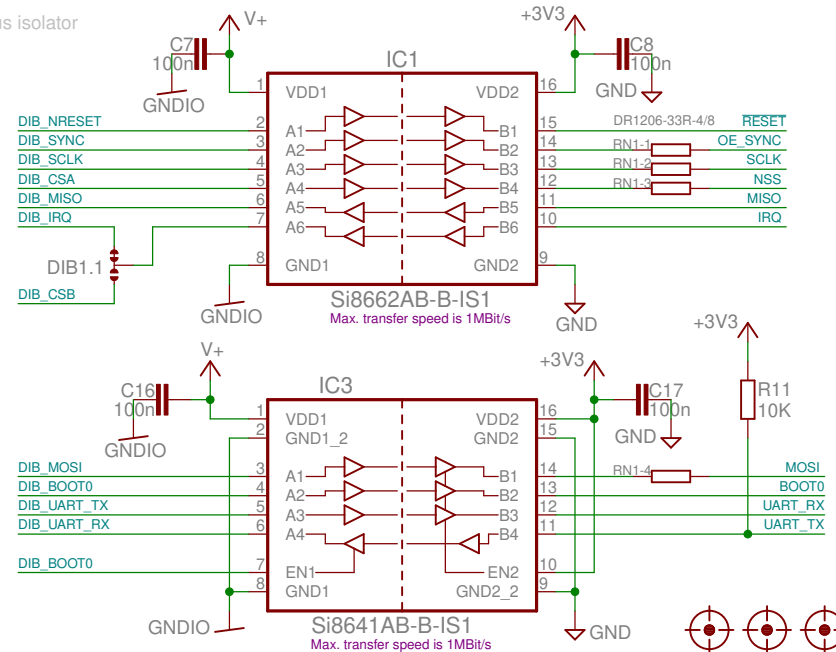 us isolator
V+
+3V3
C7
100n
GNDIO
IC1
C8
100n
GND
1 VDD1 VDD2 16
DIB_NRESET 2 A1 B1 15 DR1206-33R-4/8 RESET
DIB_SYNC 3 A2 B2 14 RN1-1 OE_SYNC
DIB_SCLK 4 A3 B3 13 RN1-2 SCLK
DIB_CSA 5 A4 B4 12 RN1-3 NSS
DIB_MISO 6 A5 B5 11 MISO
DIB_IRQ 7 A6 B6 10 IRQ
DIB1.1
8 GND1 GND2 9
DIB_CSB
GNDIO
Si8662AB-B-IS1
GND
Max. transfer speed is 1MBit/s
+3V3
V+
+3V3
C16
100n
GNDIO
IC3
C17
100n
GND
R11
10K
1 VDD1 VDD2 16
2 GND1_2 GND2 15
DIB_MOSI 3 A1 B1 14 RN1-4 MOSI
DIB_BOOT0 4 A2 B2 13 BOOT0
DIB_UART_TX 5 A3 B3 12 UART_RX
DIB_UART_RX 6 A4 B4 11 UART_TX
DIB_BOOT0 7 EN1 EN2 10
8 GND1 GND2_2 9
GNDIO
Si8641AB-B-IS1
GND
Max. transfer speed is 1MBit/s